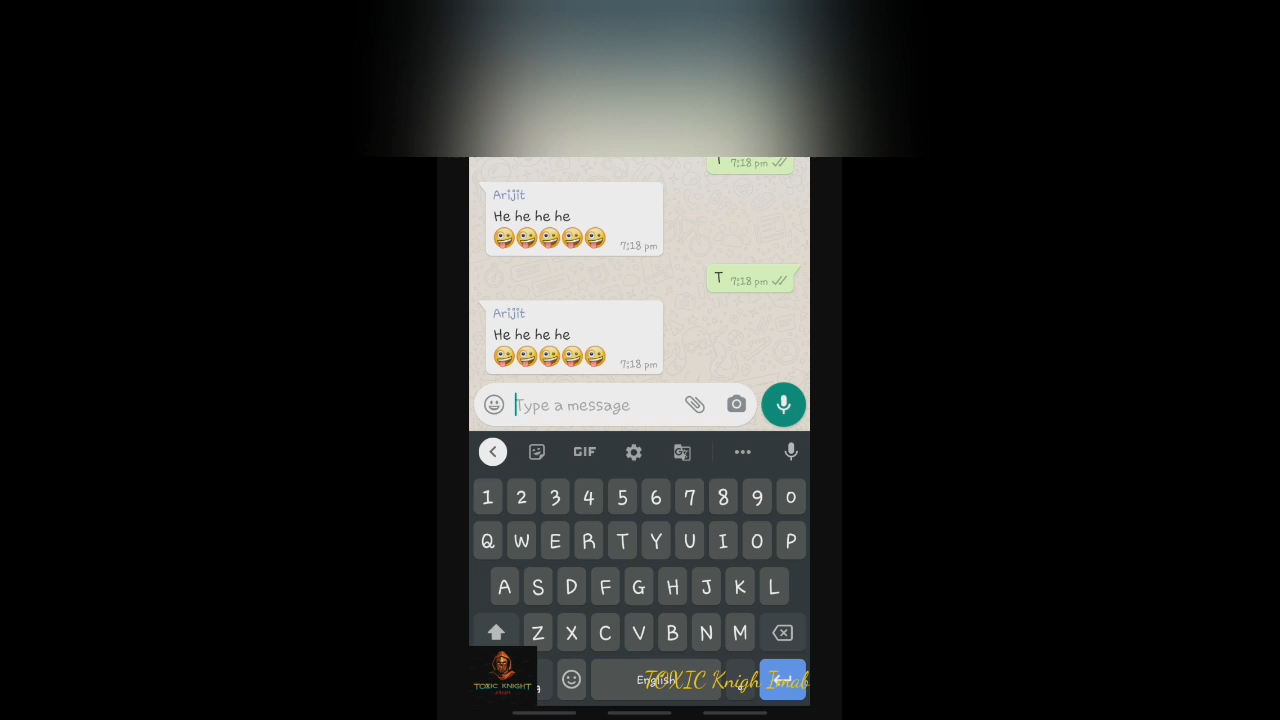 T 7:18 pm
Arijit
He he he he
🤪🤪🤪🤪🤪 7:18 pm
T 7:18 pm
Arijit
He he he he
🤪🤪🤪🤪🤪 7:18 pm
Type a message
GIF
1 2 3 4 5 6 7 8 9 0
Q W E R T Y U I O P
A S D F G H J K L
Z X C V B N M
English
TOXIC KNIGHT
TOXIC Knigh